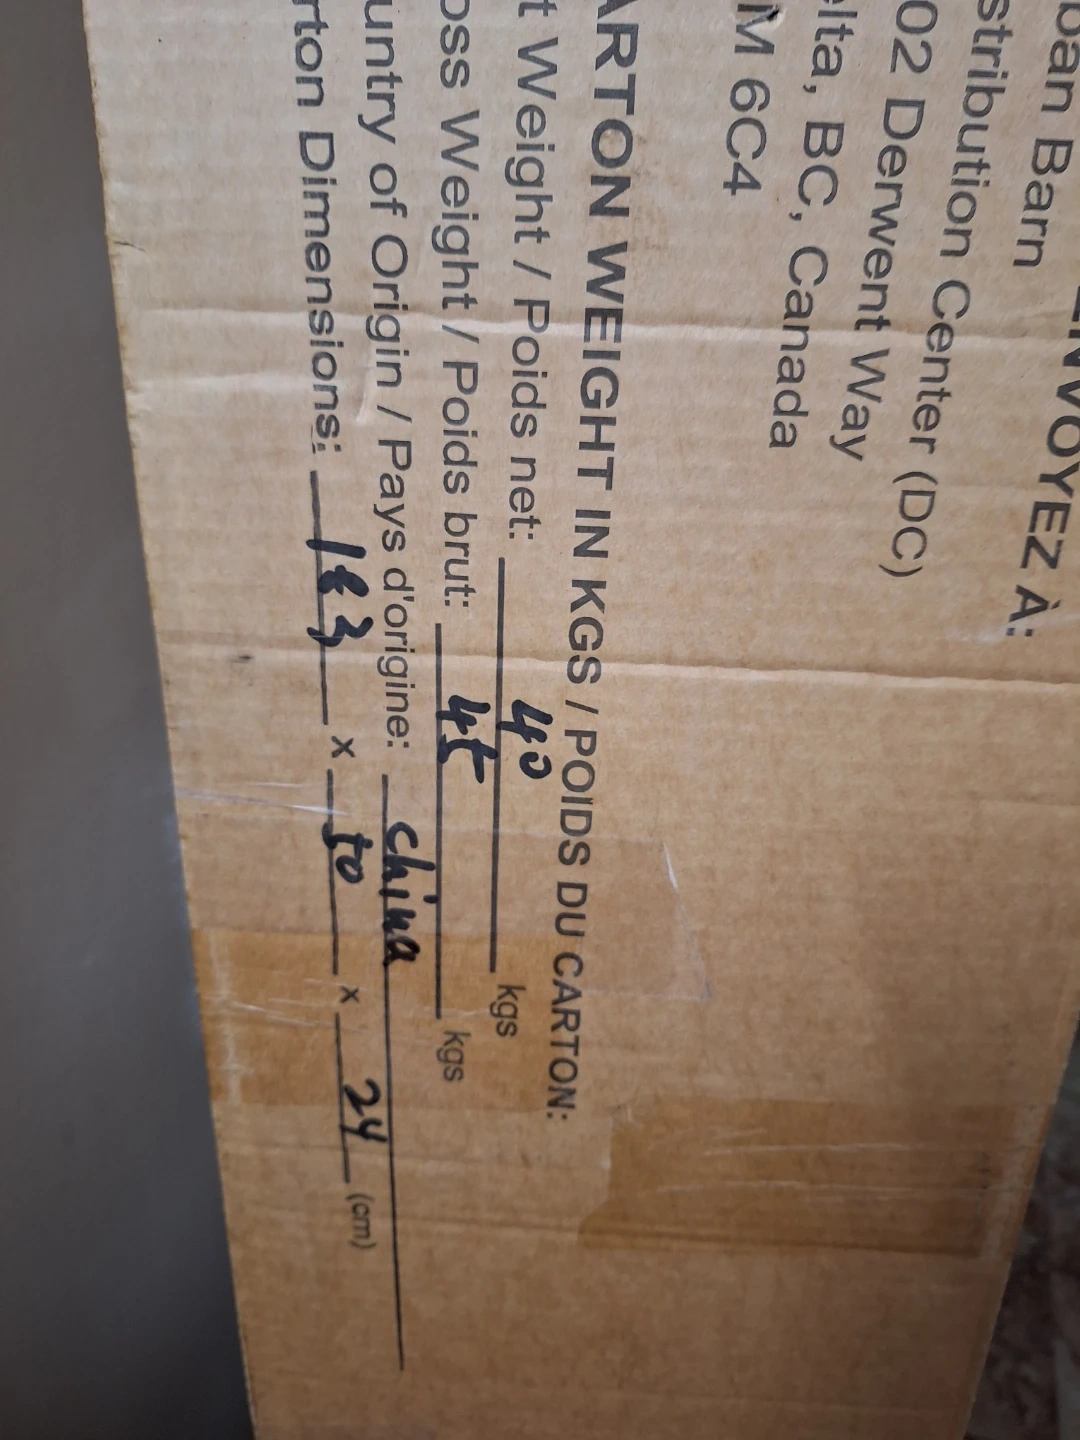 ENVOYEZ À:
ban Barn
stribution Center (DC)
02 Derwent Way
elta, BC, Canada
M 6C4
ARTON WEIGHT IN KGS / POIDS DU CARTON:
t Weight / Poids net: 40 kgs
oss Weight / Poids brut: 45 kgs
untry of Origin / Pays d'origine: china
rton Dimensions: 183 x 50 x 24 (cm)